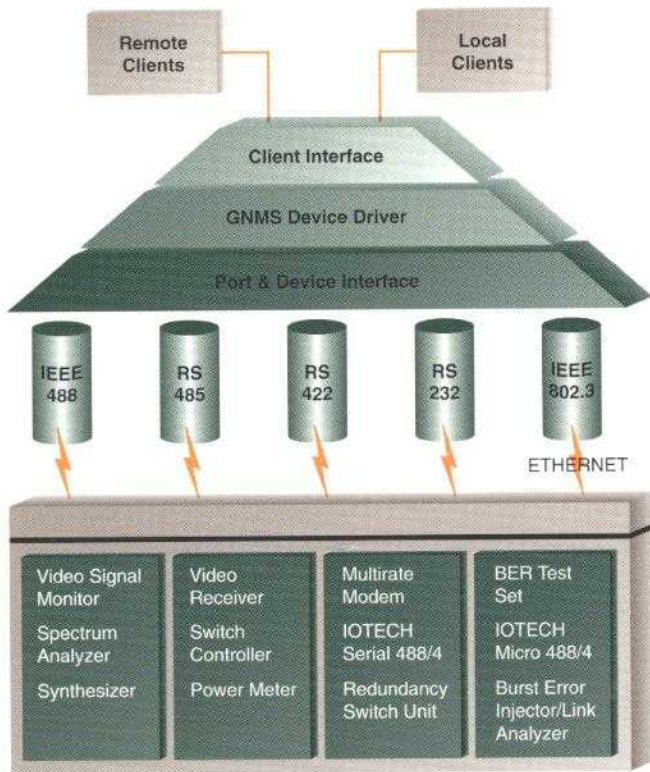 Remote
Clients
Local
Clients
Client Interface
GNMS Device Driver
Port & Device Interface
IEEE
488
RS
485
RS
422
RS
232
IEEE
802.3
ETHERNET
Video Signal
Monitor
Spectrum
Analyzer
Synthesizer
Video
Receiver
Switch
Controller
Power Meter
Multirate
Modem
IOTECH
Serial 488/4
Redundancy
Switch Unit
BER Test
Set
IOTECH
Micro 488/4
Burst Error
Injector/Link
Analyzer